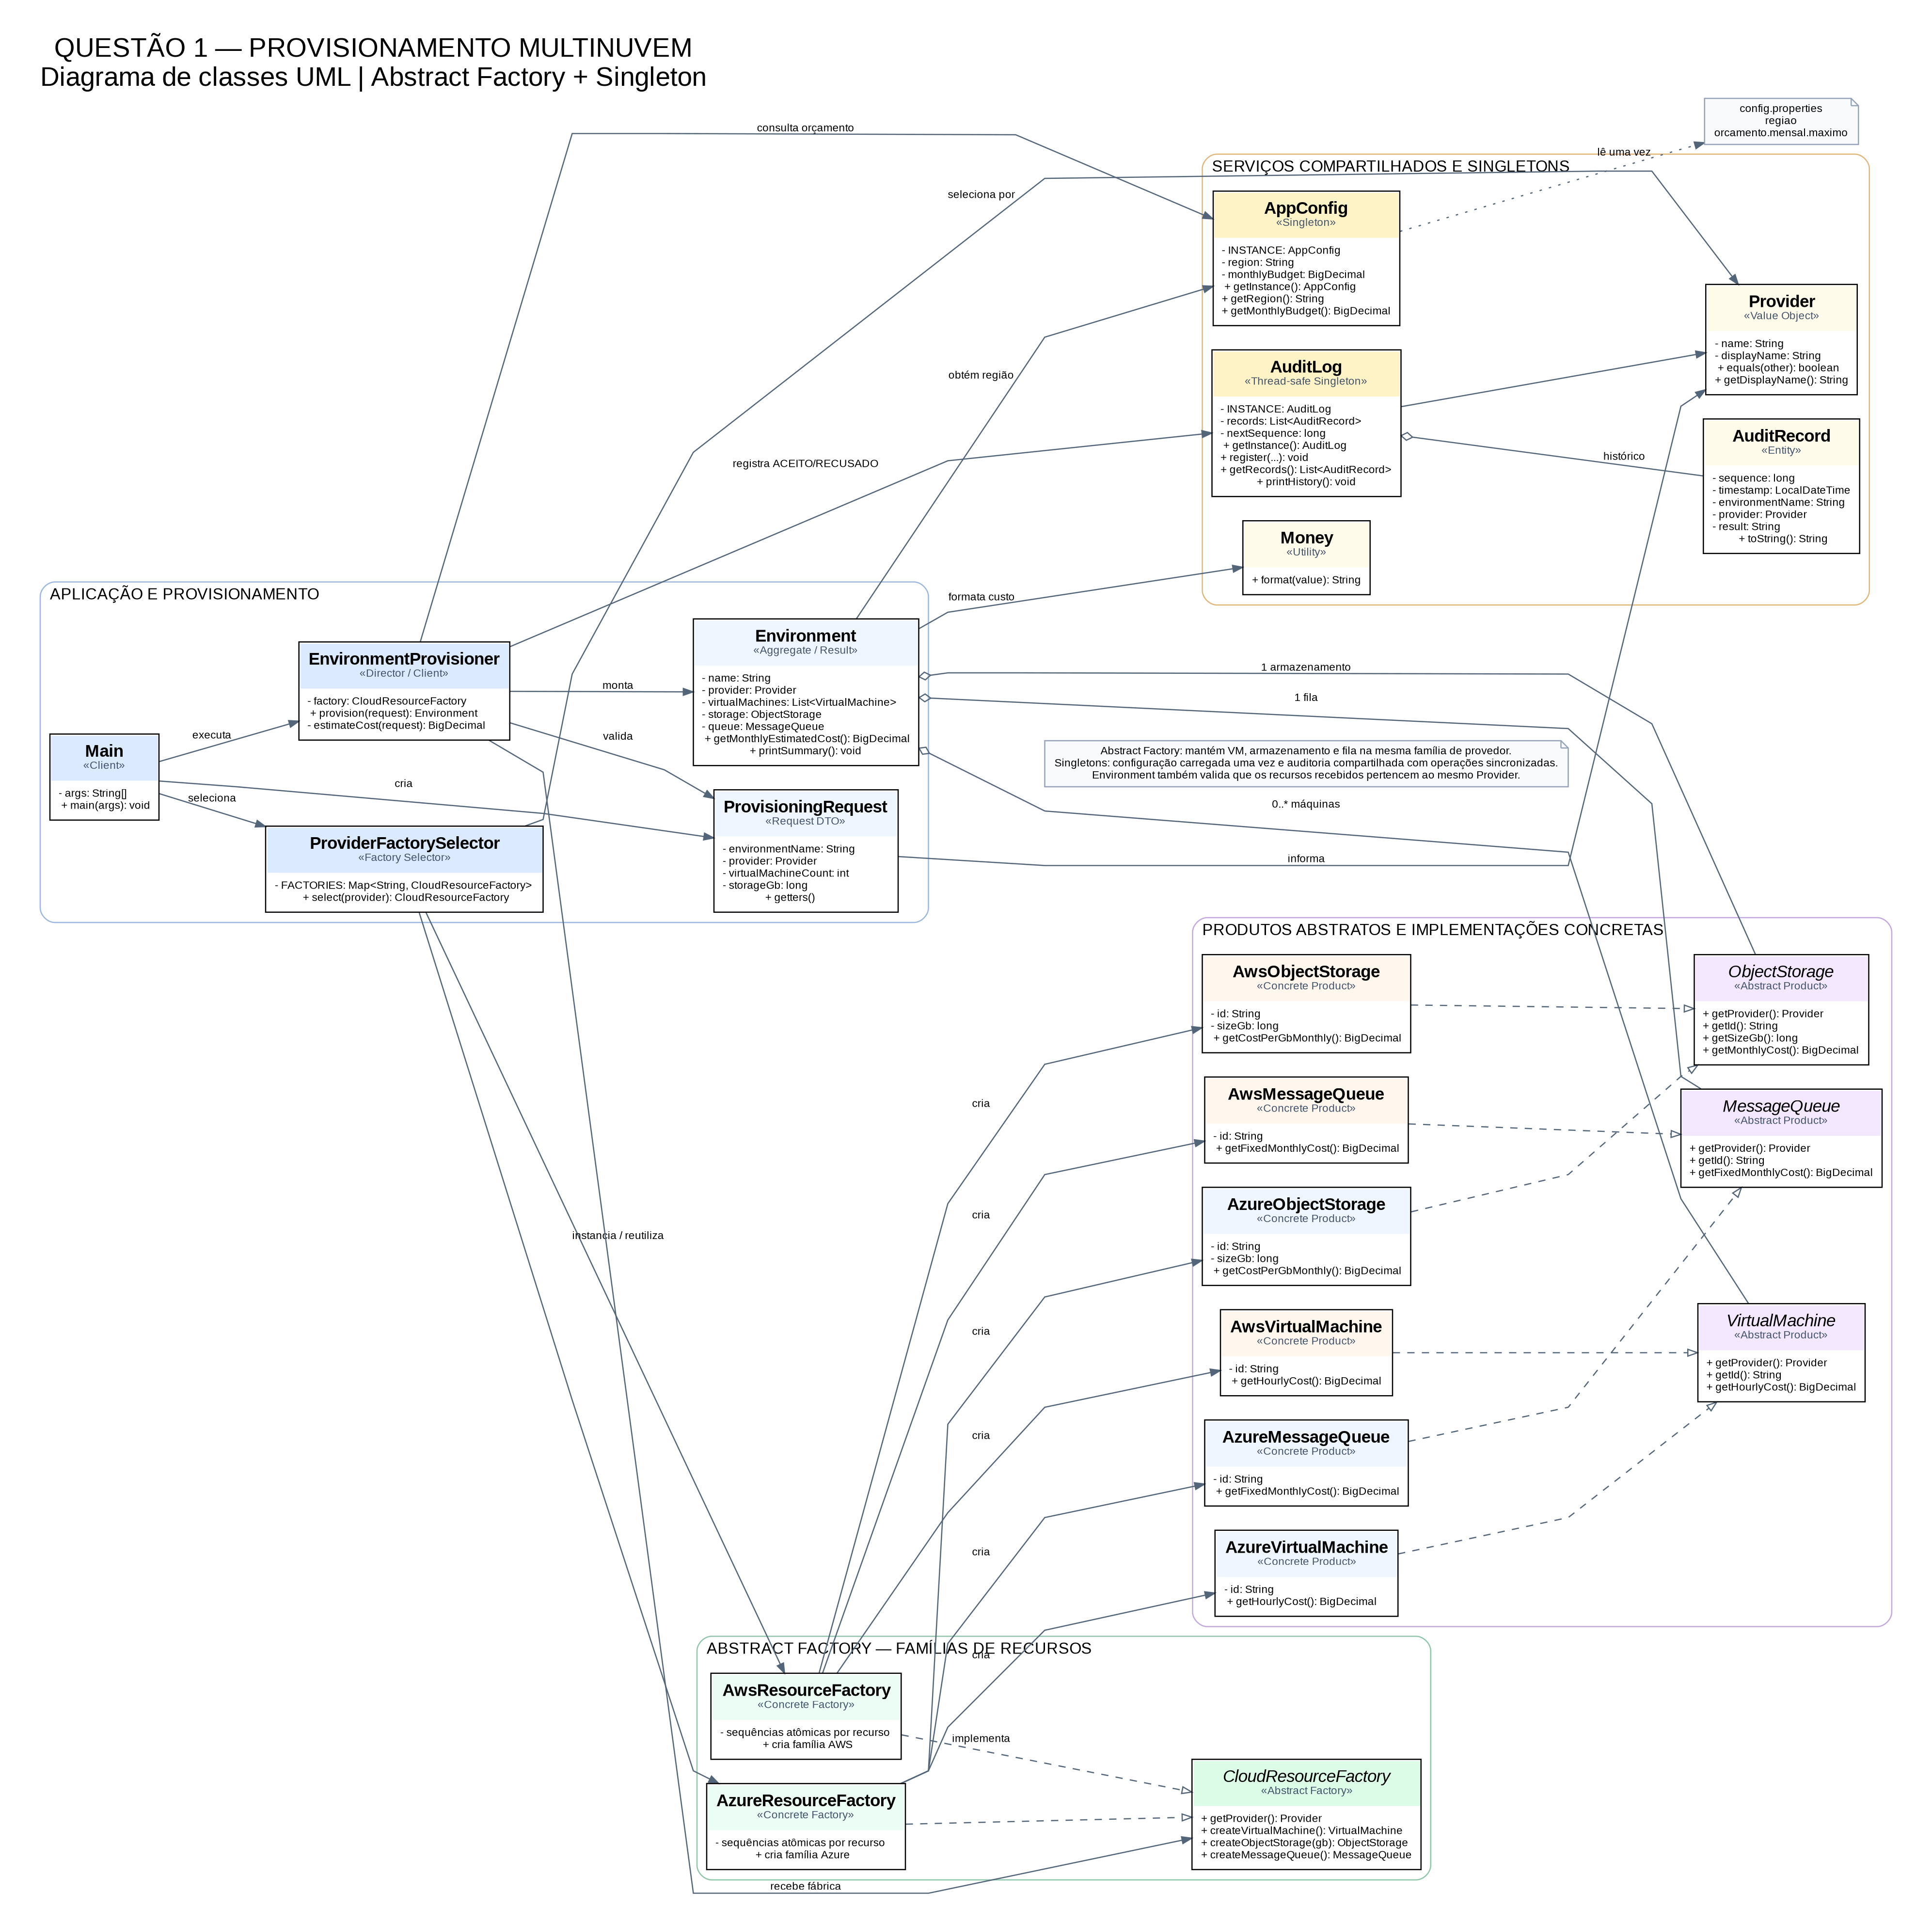 QUESTÃO 1 — PROVISIONAMENTO MULTINUVEM
Diagrama de classes UML | Abstract Factory + Singleton
config.properties
regiao
orcamento.mensal.maximo
consulta orçamento
lê uma vez
seleciona por
obtém região
registra ACEITO/RECUSADO
SERVIÇOS COMPARTILHADOS E SINGLETONS
AppConfig
«Singleton»
- INSTANCE: AppConfig
- region: String
- monthlyBudget: BigDecimal
+ getInstance(): AppConfig
+ getRegion(): String
+ getMonthlyBudget(): BigDecimal
AuditLog
«Thread-safe Singleton»
- INSTANCE: AuditLog
- records: List<AuditRecord>
- nextSequence: long
+ getInstance(): AuditLog
+ register(...): void
+ getRecords(): List<AuditRecord>
+ printHistory(): void
Money
«Utility»
+ format(value): String
Provider
«Value Object»
- name: String
- displayName: String
+ equals(other): boolean
+ getDisplayName(): String
histórico
AuditRecord
«Entity»
- sequence: long
- timestamp: LocalDateTime
- environmentName: String
- provider: Provider
- result: String
+ toString(): String
APLICAÇÃO E PROVISIONAMENTO
Main
«Client»
- args: String[]
+ main(args): void
executa
cria
seleciona
EnvironmentProvisioner
«Director / Client»
- factory: CloudResourceFactory
+ provision(request): Environment
- estimateCost(request): BigDecimal
ProviderFactorySelector
«Factory Selector»
- FACTORIES: Map<String, CloudResourceFactory>
+ select(provider): CloudResourceFactory
monta
valida
Environment
«Aggregate / Result»
- name: String
- provider: Provider
- virtualMachines: List<VirtualMachine>
- storage: ObjectStorage
- queue: MessageQueue
+ getMonthlyEstimatedCost(): BigDecimal
+ printSummary(): void
ProvisioningRequest
«Request DTO»
- environmentName: String
- provider: Provider
- virtualMachineCount: int
- storageGb: long
+ getters()
formata custo
1 armazenamento
1 fila
Abstract Factory: mantém VM, armazenamento e fila na mesma família de provedor.
Singletons: configuração carregada uma vez e auditoria compartilhada com operações sincronizadas.
Environment também valida que os recursos recebidos pertencem ao mesmo Provider.
0..* máquinas
informa
PRODUTOS ABSTRATOS E IMPLEMENTAÇÕES CONCRETAS
AwsObjectStorage
«Concrete Product»
- id: String
- sizeGb: long
+ getCostPerGbMonthly(): BigDecimal
AwsMessageQueue
«Concrete Product»
- id: String
+ getFixedMonthlyCost(): BigDecimal
AzureObjectStorage
«Concrete Product»
- id: String
- sizeGb: long
+ getCostPerGbMonthly(): BigDecimal
AwsVirtualMachine
«Concrete Product»
- id: String
+ getHourlyCost(): BigDecimal
AzureMessageQueue
«Concrete Product»
- id: String
+ getFixedMonthlyCost(): BigDecimal
AzureVirtualMachine
«Concrete Product»
- id: String
+ getHourlyCost(): BigDecimal
ObjectStorage
«Abstract Product»
+ getProvider(): Provider
+ getId(): String
+ getSizeGb(): long
+ getMonthlyCost(): BigDecimal
MessageQueue
«Abstract Product»
+ getProvider(): Provider
+ getId(): String
+ getFixedMonthlyCost(): BigDecimal
VirtualMachine
«Abstract Product»
+ getProvider(): Provider
+ getId(): String
+ getHourlyCost(): BigDecimal
cria
cria
cria
cria
cria
cria
instancia / reutiliza
ABSTRACT FACTORY — FAMÍLIAS DE RECURSOS
AwsResourceFactory
«Concrete Factory»
- sequências atômicas por recurso
+ cria família AWS
implementa
AzureResourceFactory
«Concrete Factory»
- sequências atômicas por recurso
+ cria família Azure
CloudResourceFactory
«Abstract Factory»
+ getProvider(): Provider
+ createVirtualMachine(): VirtualMachine
+ createObjectStorage(gb): ObjectStorage
+ createMessageQueue(): MessageQueue
recebe fábrica